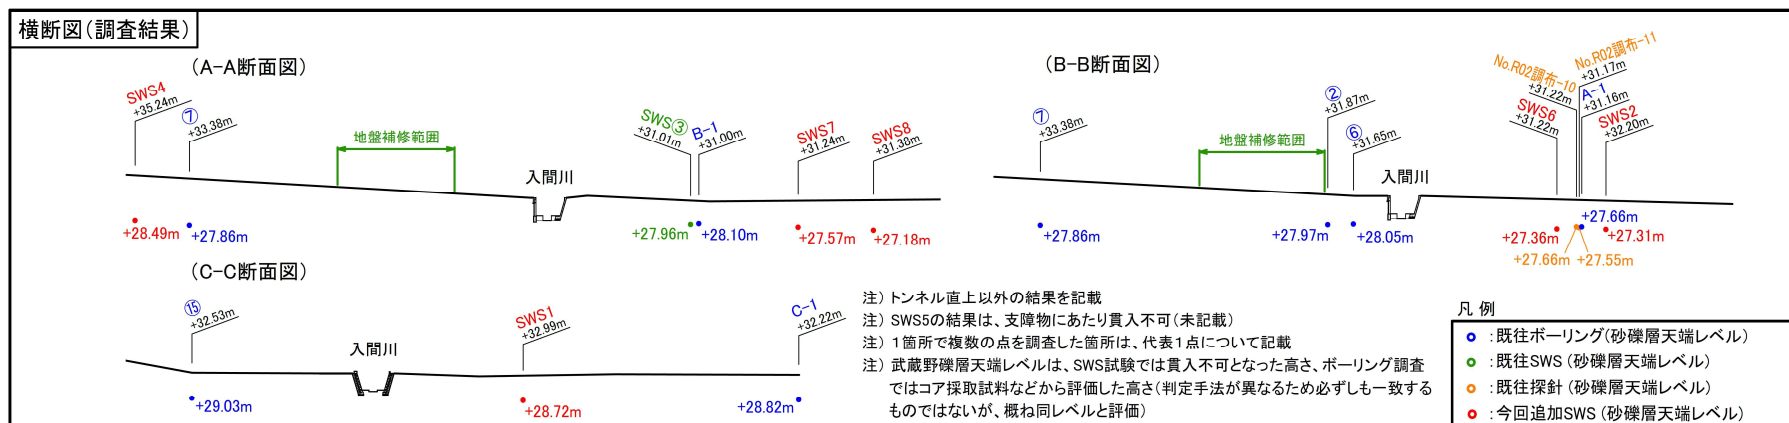 横断図(調査結果)
(A-A断面図)
SWS4
+35.24m
⑦
+33.38m
地盤補修範囲
入間川
SWS③
+31.01m
B-1
+31.00m
SWS7
+31.24m
SWS8
+31.38m
+28.49m
+27.86m
+27.96m
+28.10m
+27.57m
+27.18m
(B-B断面図)
⑦
+33.38m
地盤補修範囲
②
+31.87m
⑥
+31.65m
入間川
No.R02調布-10
+31.22m
No.R02調布-11
+31.17m
SWS6
+31.22m
A-1
+31.16m
SWS2
+32.20m
+27.86m
+27.97m
+28.05m
+27.36m
+27.66m
+27.66m
+27.55m
+27.31m
(C-C断面図)
⑮
+32.53m
入間川
SWS1
+32.99m
C-1
+32.22m
+29.03m
+28.72m
+28.82m
注)トンネル直上以外の結果を記載
注)SWS5の結果は、支障物にあたり貫入不可(未記載)
注)1箇所で複数の点を調査した箇所は、代表1点について記載
注)武蔵野礫層天端レベルは、SWS試験では貫入不可となった高さ、ボーリング調査
ではコア採取試料などから評価した高さ(判定手法が異なるため必ずしも一致する
ものではないが、概ね同レベルと評価)
凡 例
:既往ボーリング(砂礫層天端レベル)
:既往SWS(砂礫層天端レベル)
:既往探針(砂礫層天端レベル)
:今回追加SWS(砂礫層天端レベル)